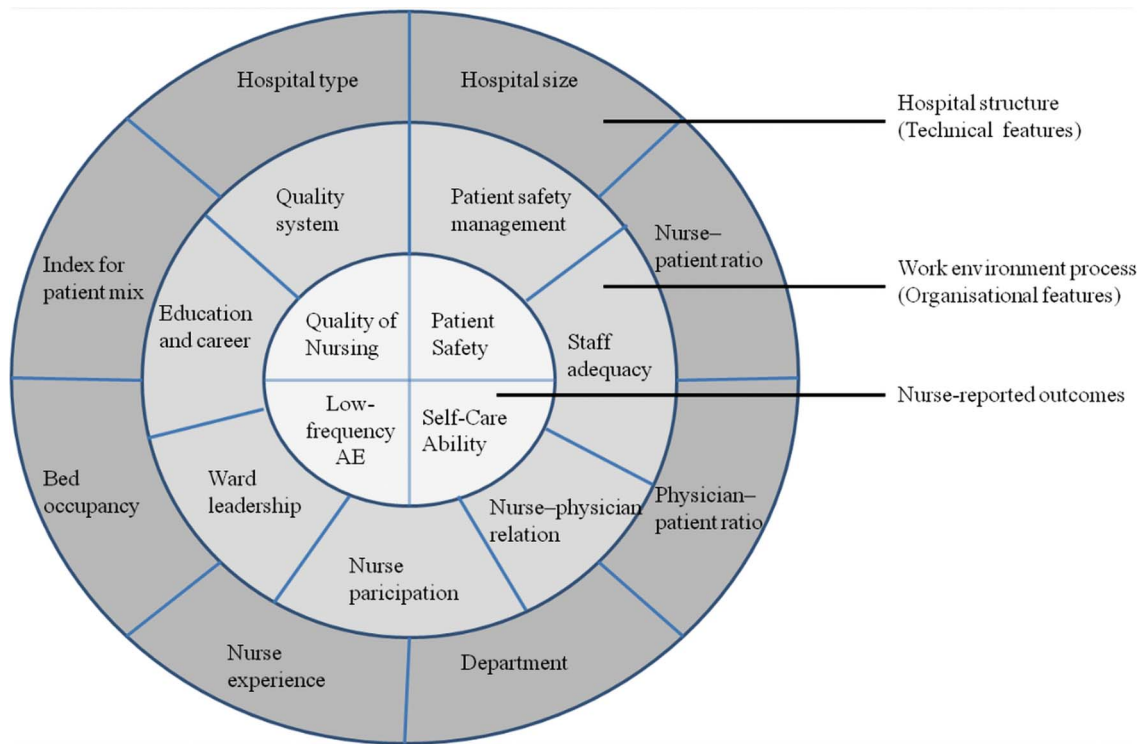 Hospital type
Hospital size
Hospital structure
(Technical features)
Quality
system
Patient safety
management
Nurse–
patient ratio
Index for
patient mix
Work environment process
(Organisational features)
Education
and career
Quality of
Nursing
Patient
Safety
Staff
adequacy
Nurse-reported outcomes
Low-
frequency
AE
Self-Care
Ability
Bed
occupancy
Ward
leadership
Nurse–physician
relation
Physician–
patient ratio
Nurse
paricipation
Nurse
experience
Department